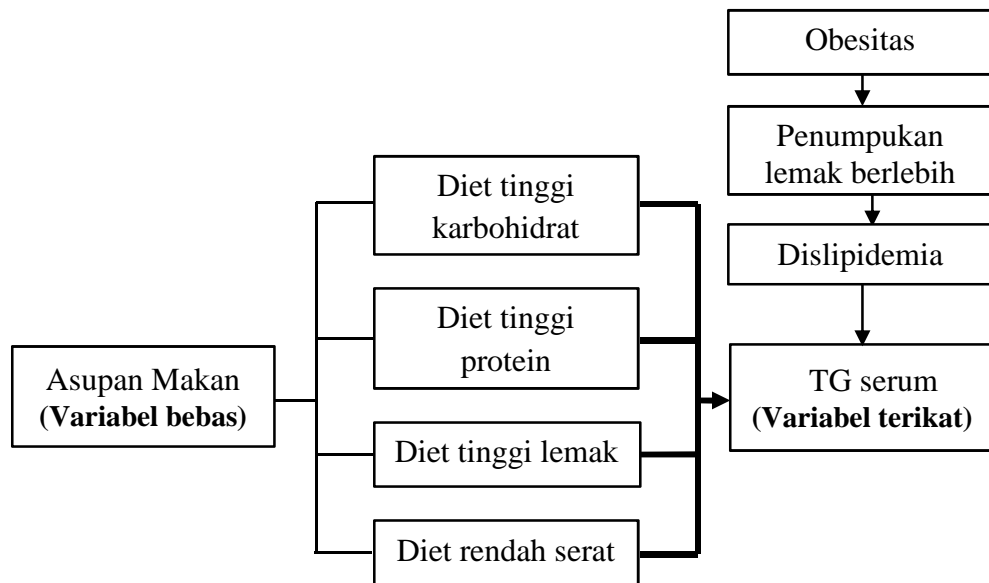 Obesitas
Penumpukan
lemak berlebih
Dislipidemia
Diet tinggi
karbohidrat
Diet tinggi
protein
Asupan Makan
(Variabel bebas)
TG serum
(Variabel terikat)
Diet tinggi lemak
Diet rendah serat